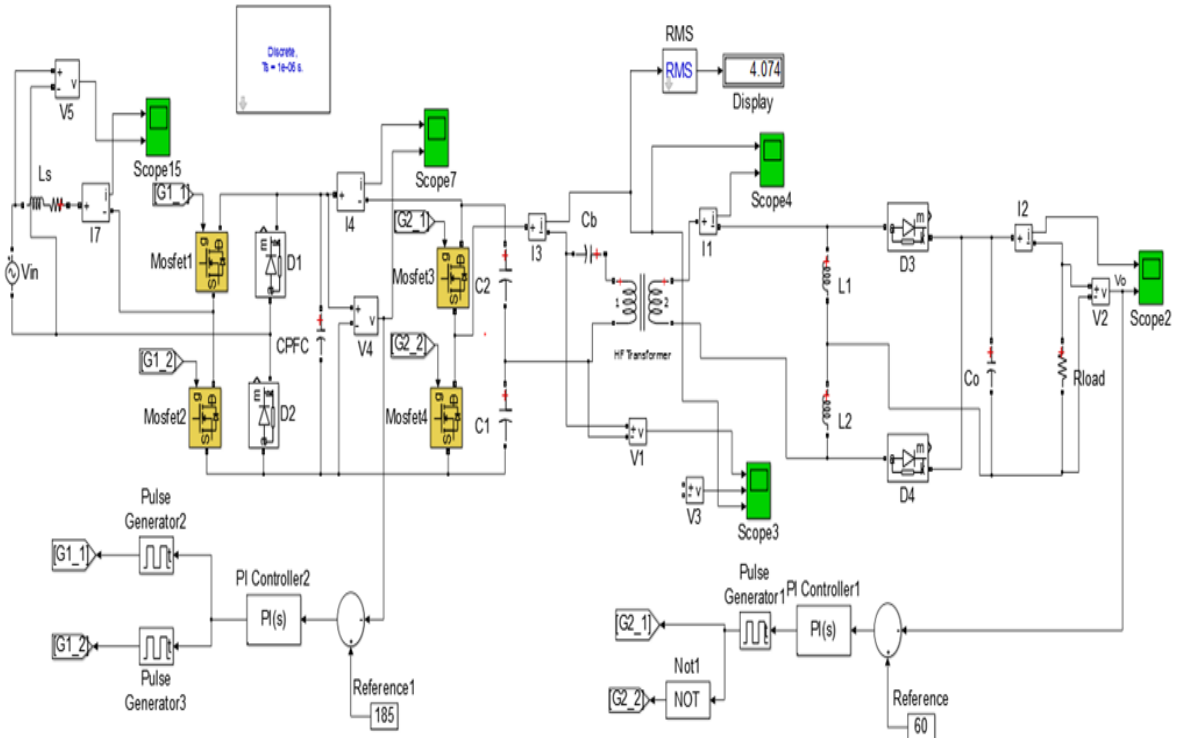 Discrete,
Ts = 1e-06 s.
RMS
RMS
4.074
Display
+
-
v
V5
Scope15
Scope7
Scope4
Ls
[G1_1]
+
i
I7
+
i
I4
[G2_1]
+
i
I3
Cb
+
i
I1
m
D3
I2
+
i
Vin
Mosfet1
g
S
m
D1
Mosfet3
g
S
C2
1
2
HF Transformer
L1
Vo
+
-
v
V2
Scope2
CPFC
V4
v
[G1_2]
[G2_2]
Mosfet2
g
S
m
D2
Mosfet4
g
S
C1
+
-
v
V1
L2
Co
Rload
m
D4
+
-
v
V3
Scope3
Pulse
Generator2
[G1_1]
PI Controller2
PI(s)
Pulse
Generator1
PI Controller1
PI(s)
[G2_1]
[G1_2]
Pulse
Generator3
Reference1
185
Not1
NOT
[G2_2]
Reference
60